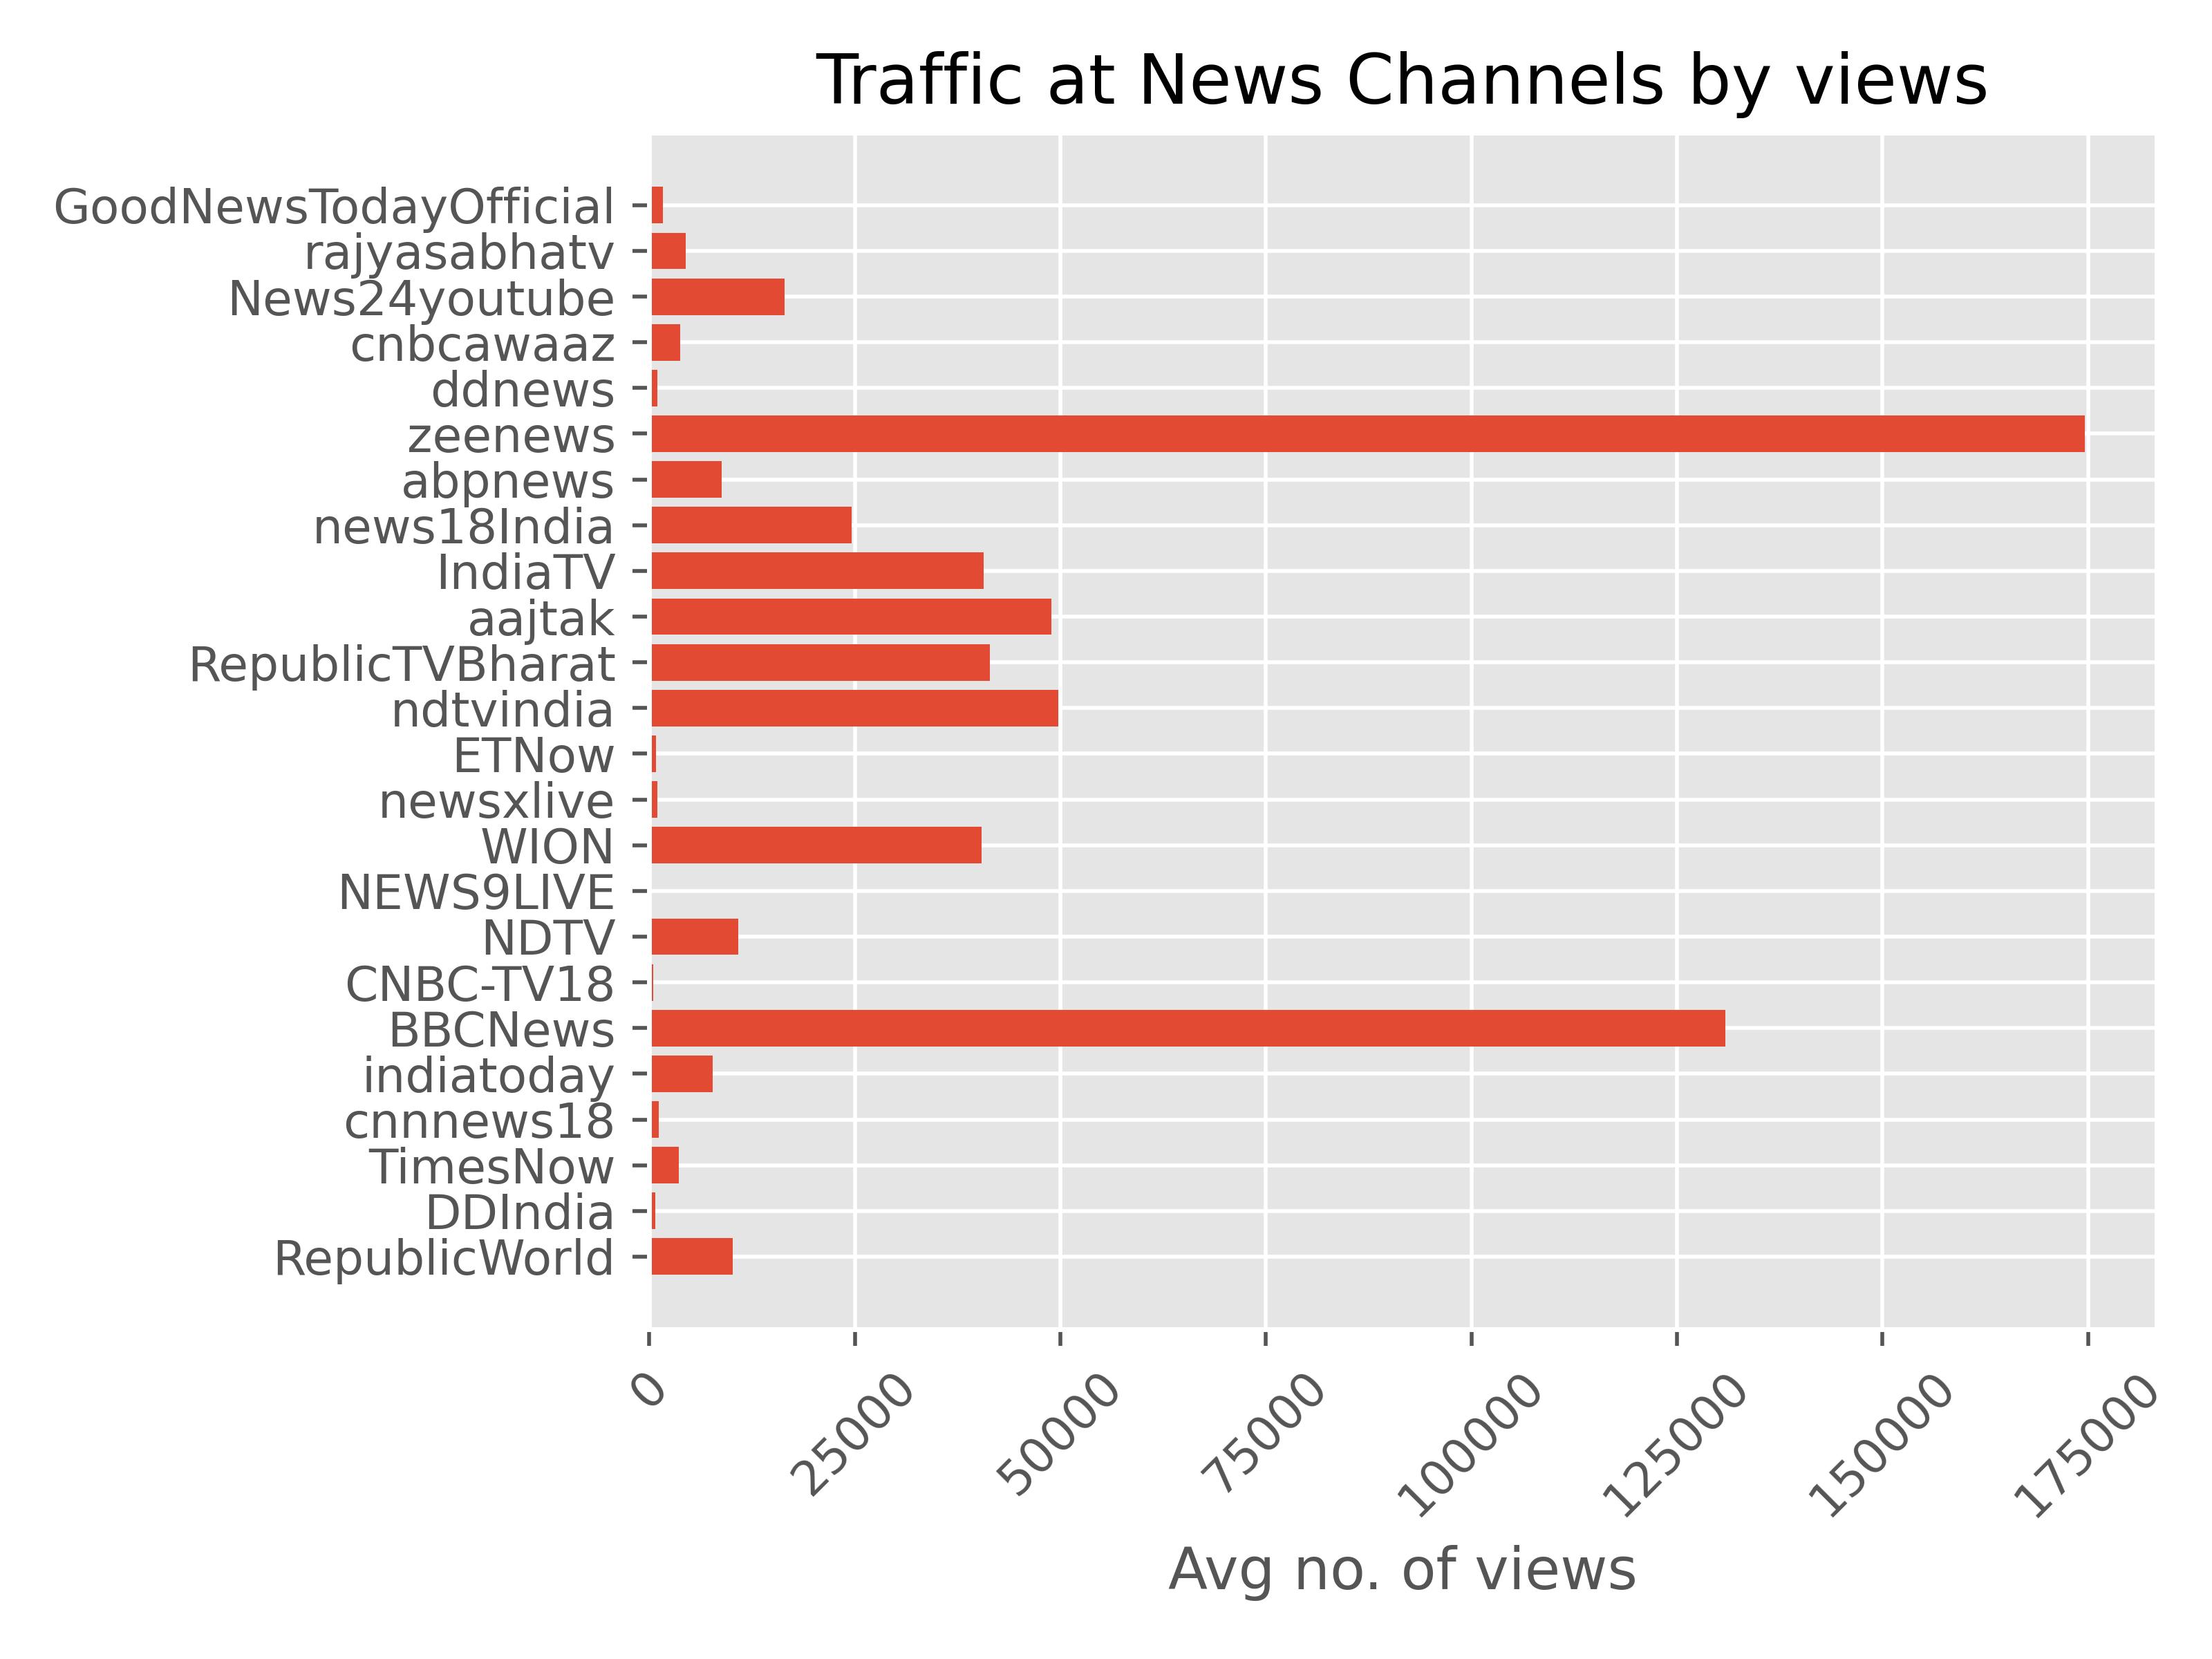 Traffic at News Channels by views
GoodNewsTodayOfficial
rajyasabhatv
News24youtube
cnbcawaaz
ddnews
zeenews
abpnews
news18India
IndiaTV
aajtak
RepublicTVBharat
ndtvindia
ETNow
newsxlive
WION
NEWS9LIVE
NDTV
CNBC-TV18
BBCNews
indiatoday
cnnnews18
TimesNow
DDIndia
RepublicWorld
0 25000 50000 75000 100000 125000 150000 175000
Avg no. of views